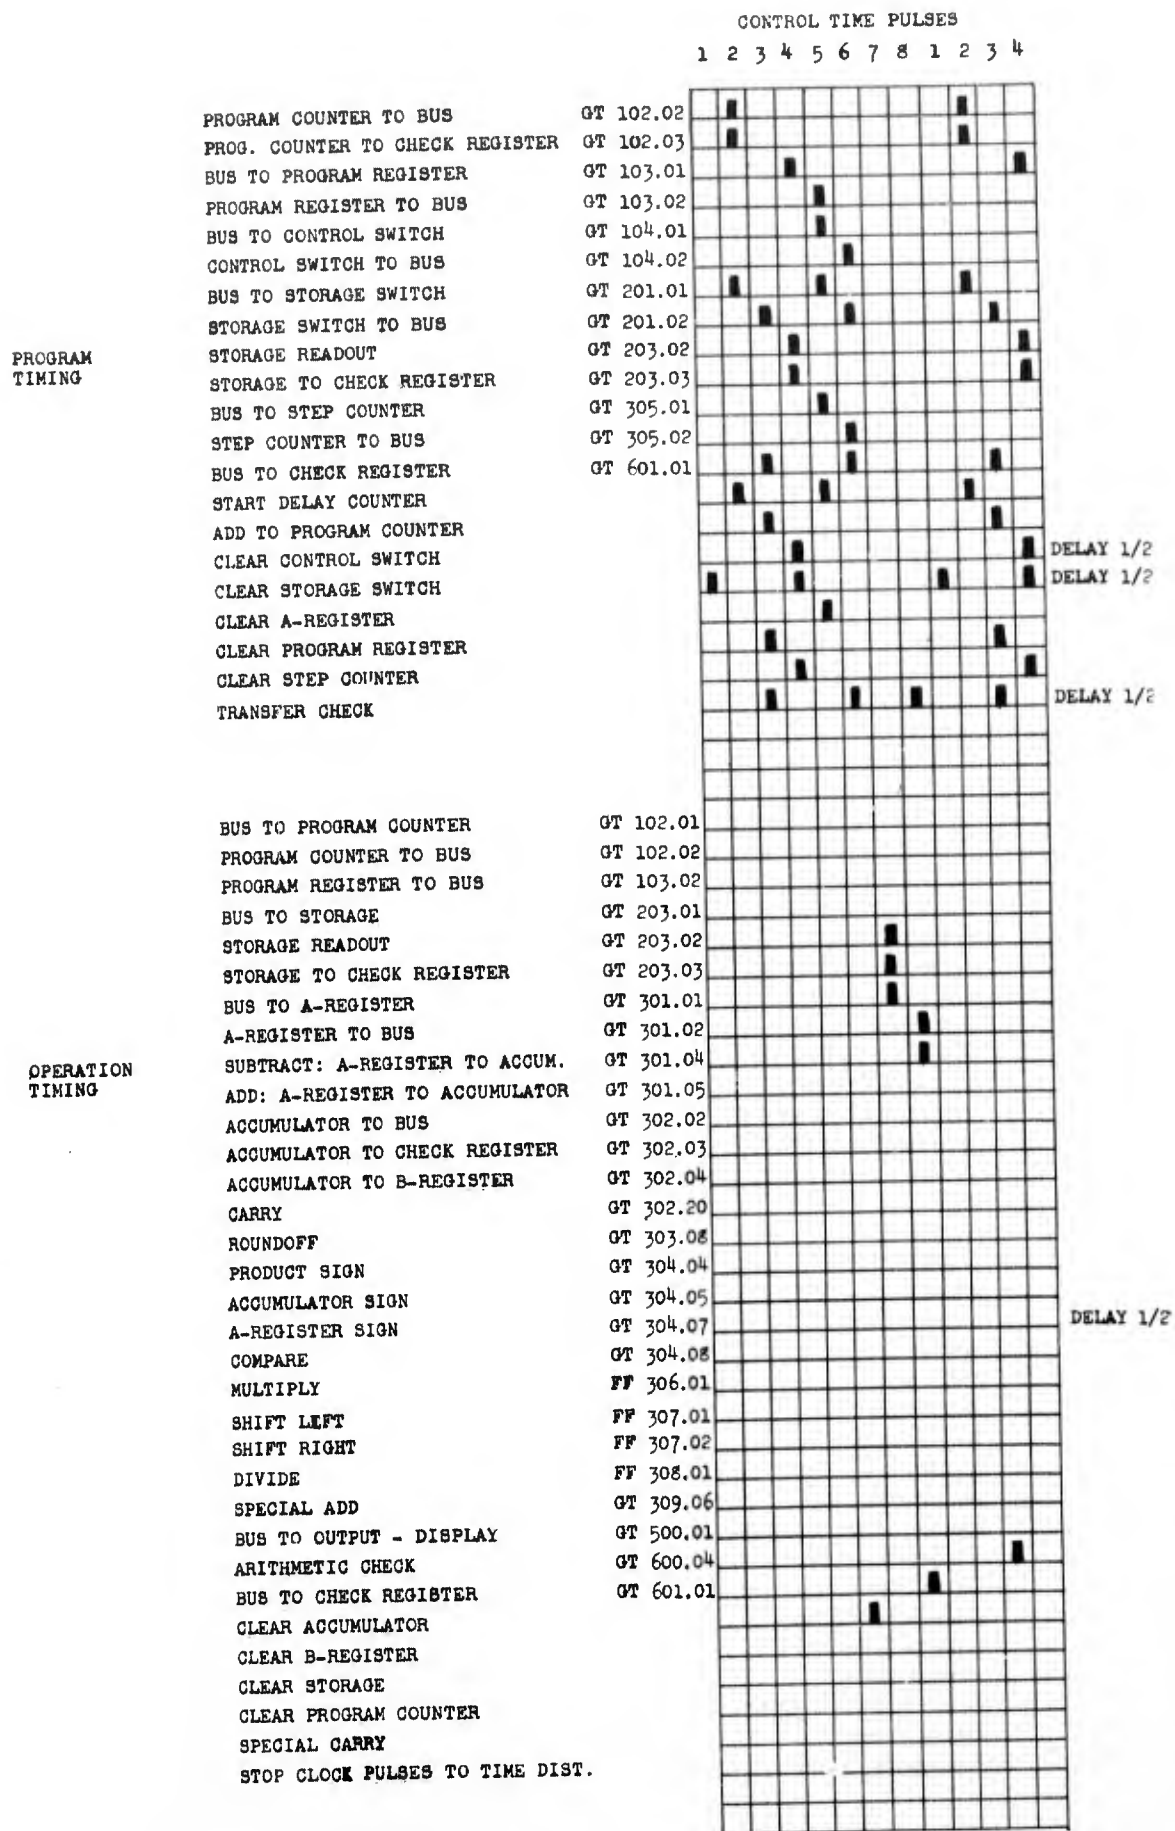 CONTROL TIME PULSES
1 2 3 4 5 6 7 8 1 2 3 4
PROGRAM COUNTER TO BUS GT 102.02
PROG. COUNTER TO CHECK REGISTER GT 102.03
BUS TO PROGRAM REGISTER GT 103.01
PROGRAM REGISTER TO BUS GT 103.02
BUS TO CONTROL SWITCH GT 104.01
CONTROL SWITCH TO BUS GT 104.02
BUS TO STORAGE SWITCH GT 201.01
STORAGE SWITCH TO BUS GT 201.02
PROGRAM TIMING
STORAGE READOUT GT 203.02
STORAGE TO CHECK REGISTER GT 203.03
BUS TO STEP COUNTER GT 305.01
STEP COUNTER TO BUS GT 305.02
BUS TO CHECK REGISTER GT 601.01
START DELAY COUNTER
ADD TO PROGRAM COUNTER
CLEAR CONTROL SWITCH DELAY 1/2
CLEAR STORAGE SWITCH DELAY 1/2
CLEAR A-REGISTER
CLEAR PROGRAM REGISTER
CLEAR STEP COUNTER
TRANSFER CHECK DELAY 1/2
BUS TO PROGRAM COUNTER GT 102.01
PROGRAM COUNTER TO BUS GT 102.02
PROGRAM REGISTER TO BUS GT 103.02
BUS TO STORAGE GT 203.01
STORAGE READOUT GT 203.02
STORAGE TO CHECK REGISTER GT 203.03
BUS TO A-REGISTER GT 301.01
A-REGISTER TO BUS GT 301.02
OPERATION TIMING
SUBTRACT: A-REGISTER TO ACCUM. GT 301.04
ADD: A-REGISTER TO ACCUMULATOR GT 301.05
ACCUMULATOR TO BUS GT 302.02
ACCUMULATOR TO CHECK REGISTER GT 302.03
ACCUMULATOR TO B-REGISTER GT 302.04
CARRY GT 302.20
ROUNDOFF GT 303.08
PRODUCT SIGN GT 304.04
ACCUMULATOR SIGN GT 304.05
A-REGISTER SIGN GT 304.07 DELAY 1/2
COMPARE GT 304.08
MULTIPLY FF 306.01
SHIFT LEFT FF 307.01
SHIFT RIGHT FF 307.02
DIVIDE FF 308.01
SPECIAL ADD GT 309.06
BUS TO OUTPUT - DISPLAY GT 500.01
ARITHMETIC CHECK GT 600.04
BUS TO CHECK REGISTER GT 601.01
CLEAR ACCUMULATOR
CLEAR B-REGISTER
CLEAR STORAGE
CLEAR PROGRAM COUNTER
SPECIAL CARRY
STOP CLOCK PULSES TO TIME DIST.